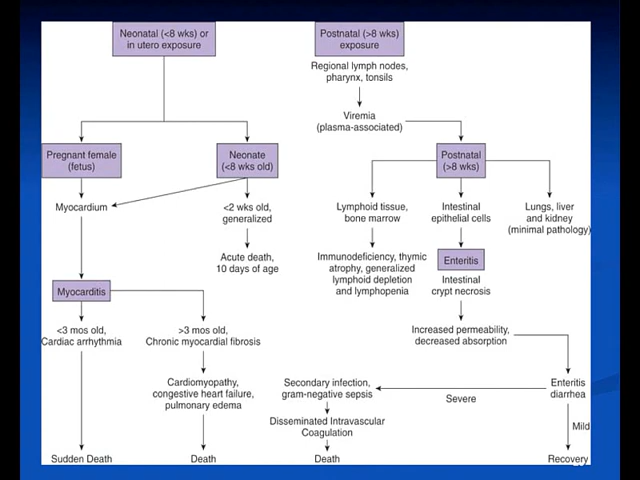 Neonatal (<8 wks) or
in utero exposure
Postnatal (>8 wks)
exposure
Regional lymph nodes,
pharynx, tonsils
Viremia
(plasma-associated)
Pregnant female
(fetus)
Neonate
(<8 wks old)
Postnatal
(>8 wks)
Myocardium
<2 wks old,
generalized
Lymphoid tissue,
bone marrow
Intestinal
epithelial cells
Lungs, liver
and kidney
(minimal pathology)
Acute death,
10 days of age
Immunodeficiency, thymic
atrophy, generalized
lymphoid depletion
and lymphopenia
Enteritis
Intestinal
crypt necrosis
Myocarditis
<3 mos old,
Cardiac arrhythmia
>3 mos old,
Chronic myocardial fibrosis
Increased permeability,
decreased absorption
Cardiomyopathy,
congestive heart failure,
pulmonary edema
Secondary infection,
gram-negative sepsis
Severe
Enteritis
diarrhea
Disseminated Intravascular
Coagulation
Mild
Sudden Death
Death
Death
Recovery